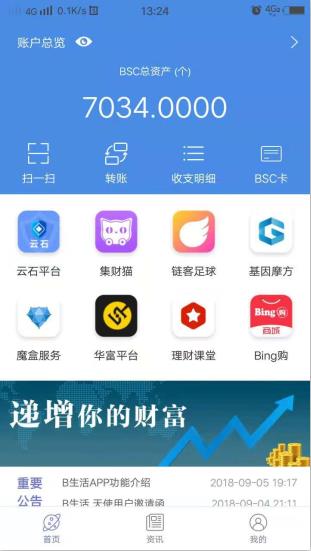 4G 4G 0.1K/s B 13:24 4G
账户总览
BSC总资产 (个)
7034.0000
扫一扫 转账 收支明细 BSC卡
云石
云石平台 集财猫 链客足球 基因摩方
Bing购
商城
魔盒服务 华富平台 理财课堂 Bing购
递增你的财富
重要 B生活APP功能介绍 2018-09-05 19:17
公告 B生活 天使用户邀请函 2018-09-04 21:11
首页 资讯 我的